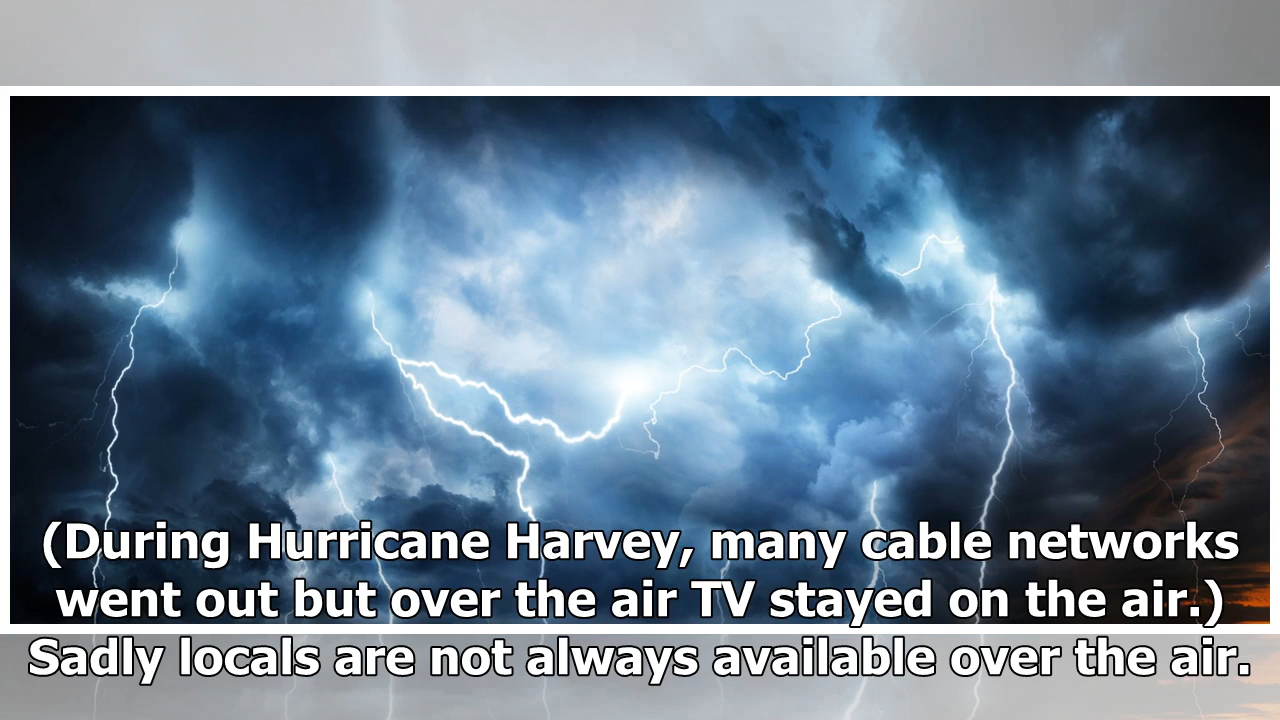 (During Hurricane Harvey, many cable networks
went out but over the air TV stayed on the air.)
Sadly locals are not always available over the air.